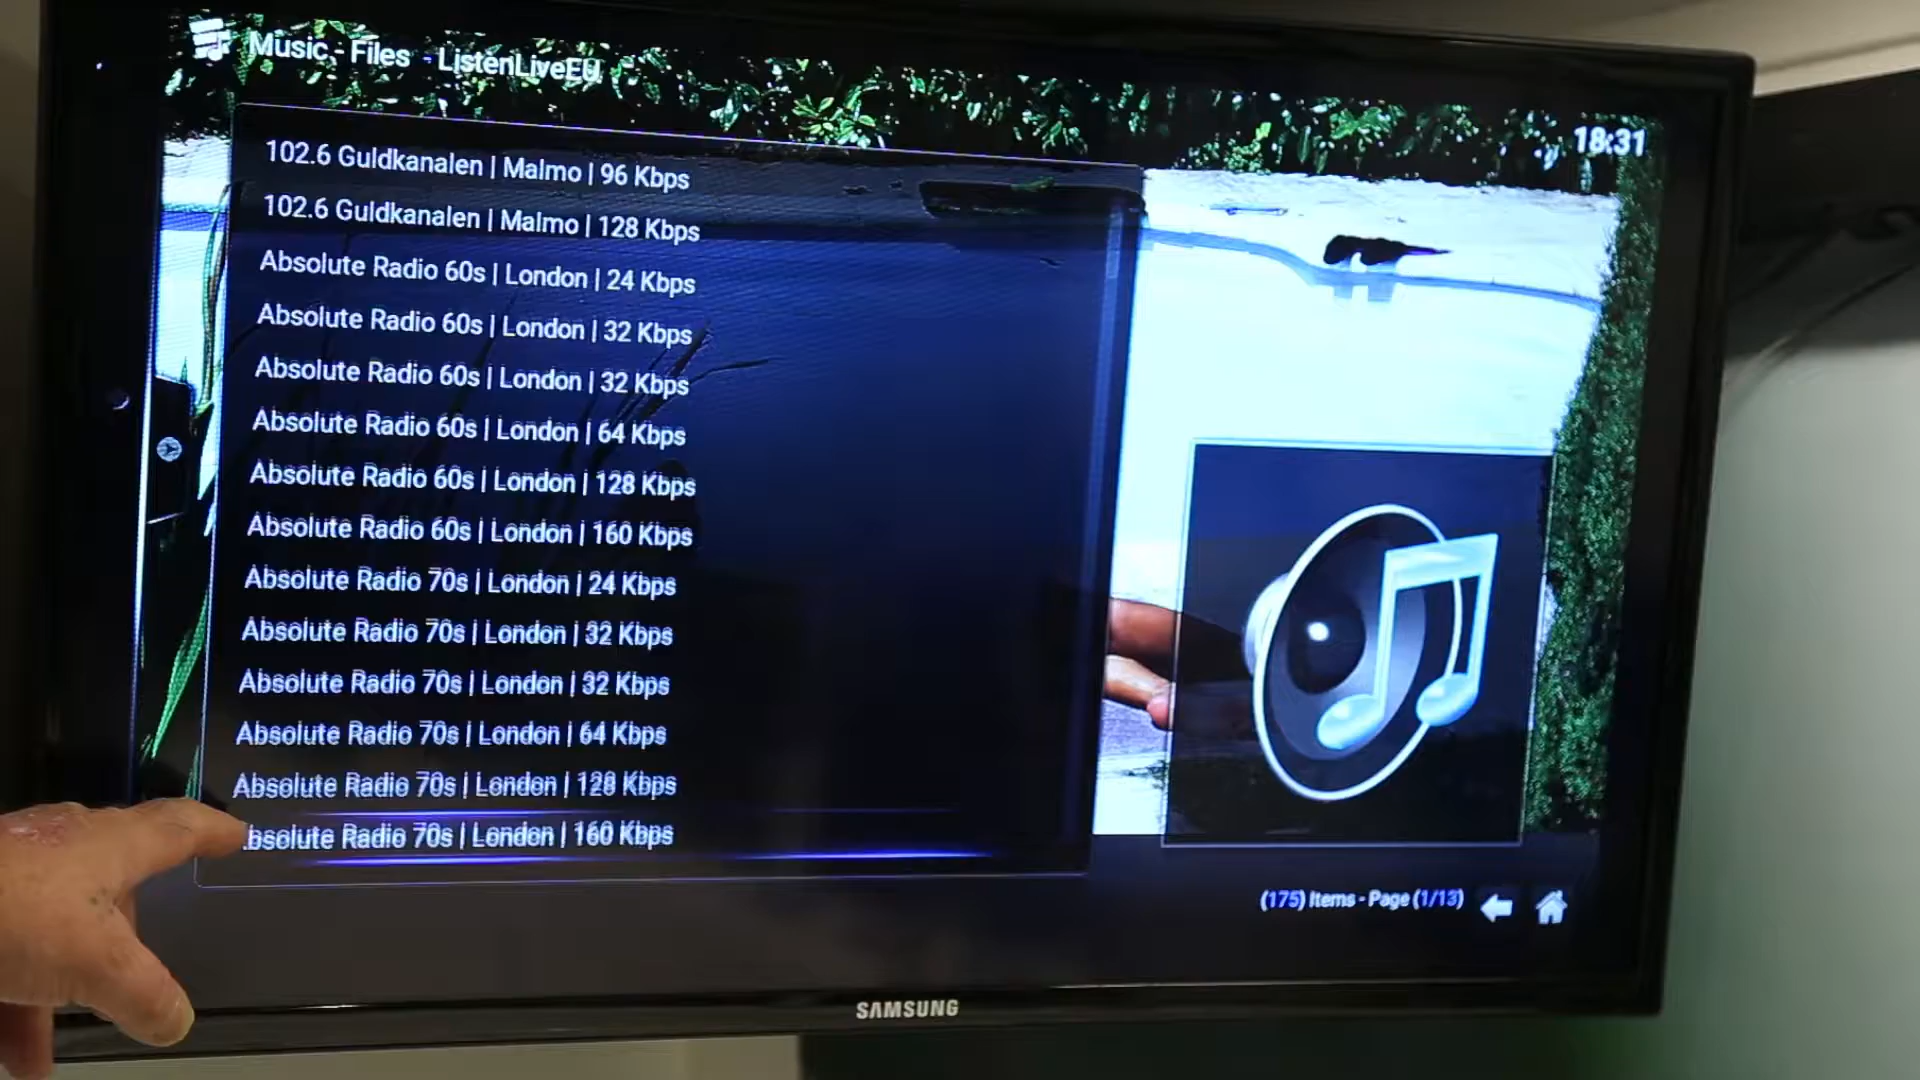 Music - Files - ListenLiveEU
18:31
102.6 Guldkanalen | Malmo | 96 Kbps
102.6 Guldkanalen | Malmo | 128 Kbps
Absolute Radio 60s | London | 24 Kbps
Absolute Radio 60s | London | 32 Kbps
Absolute Radio 60s | London | 32 Kbps
Absolute Radio 60s | London | 64 Kbps
Absolute Radio 60s | London | 128 Kbps
Absolute Radio 60s | London | 160 Kbps
Absolute Radio 70s | London | 24 Kbps
Absolute Radio 70s | London | 32 Kbps
Absolute Radio 70s | London | 32 Kbps
Absolute Radio 70s | London | 64 Kbps
Absolute Radio 70s | London | 128 Kbps
bsolute Radio 70s | London | 160 Kbps
(175) Items - Page (1/13)
SAMSUNG